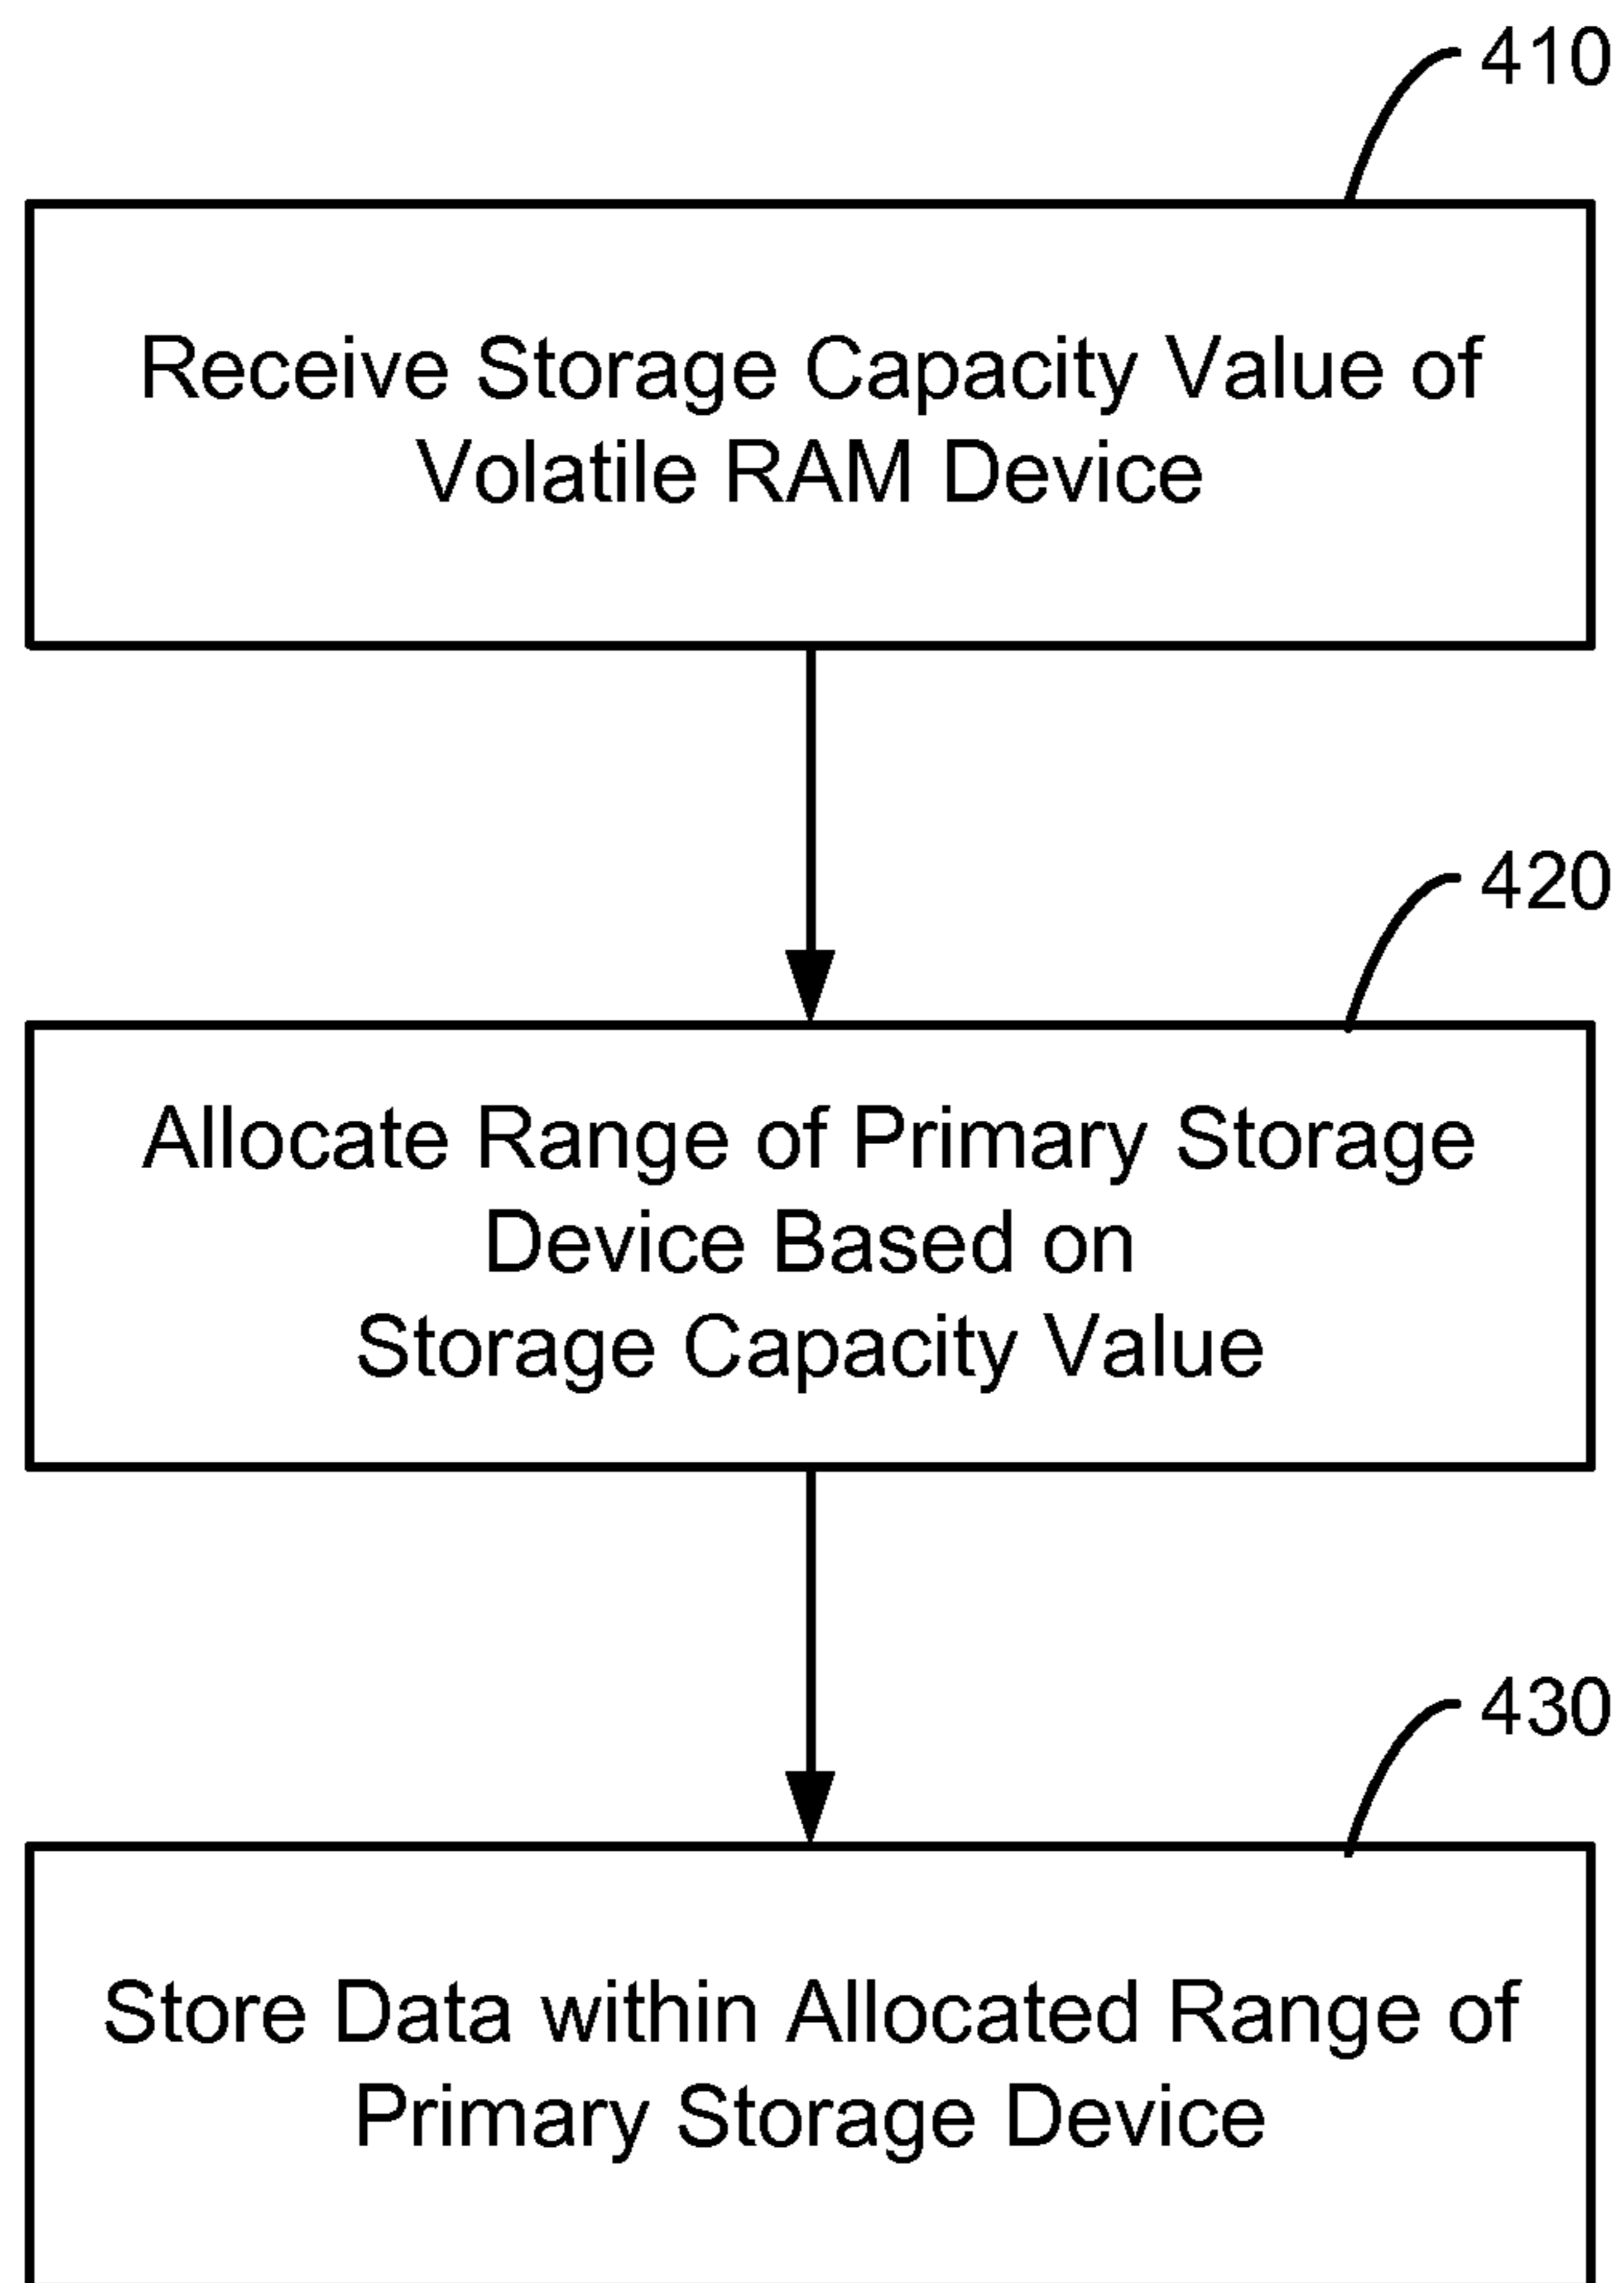 410
Receive Storage Capacity Value of
Volatile RAM Device
420
Allocate Range of Primary Storage
Device Based on
Storage Capacity Value
430
Store Data within Allocated Range of
Primary Storage Device